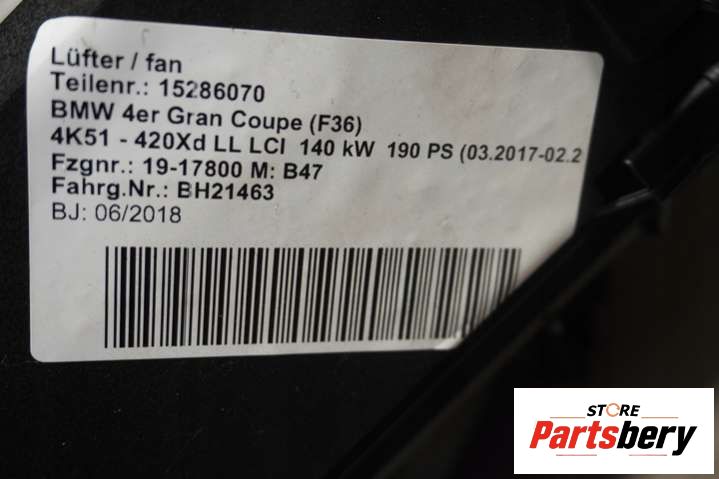 Lüfter / fan
Teilenr.: 15286070
BMW 4er Gran Coupe (F36)
4K51 - 420Xd LL LCI 140 kW 190 PS (03.2017-02.2
Fzgnr.: 19-17800 M: B47
Fahrg.Nr.: BH21463
BJ: 06/2018
STORE
Partsbery